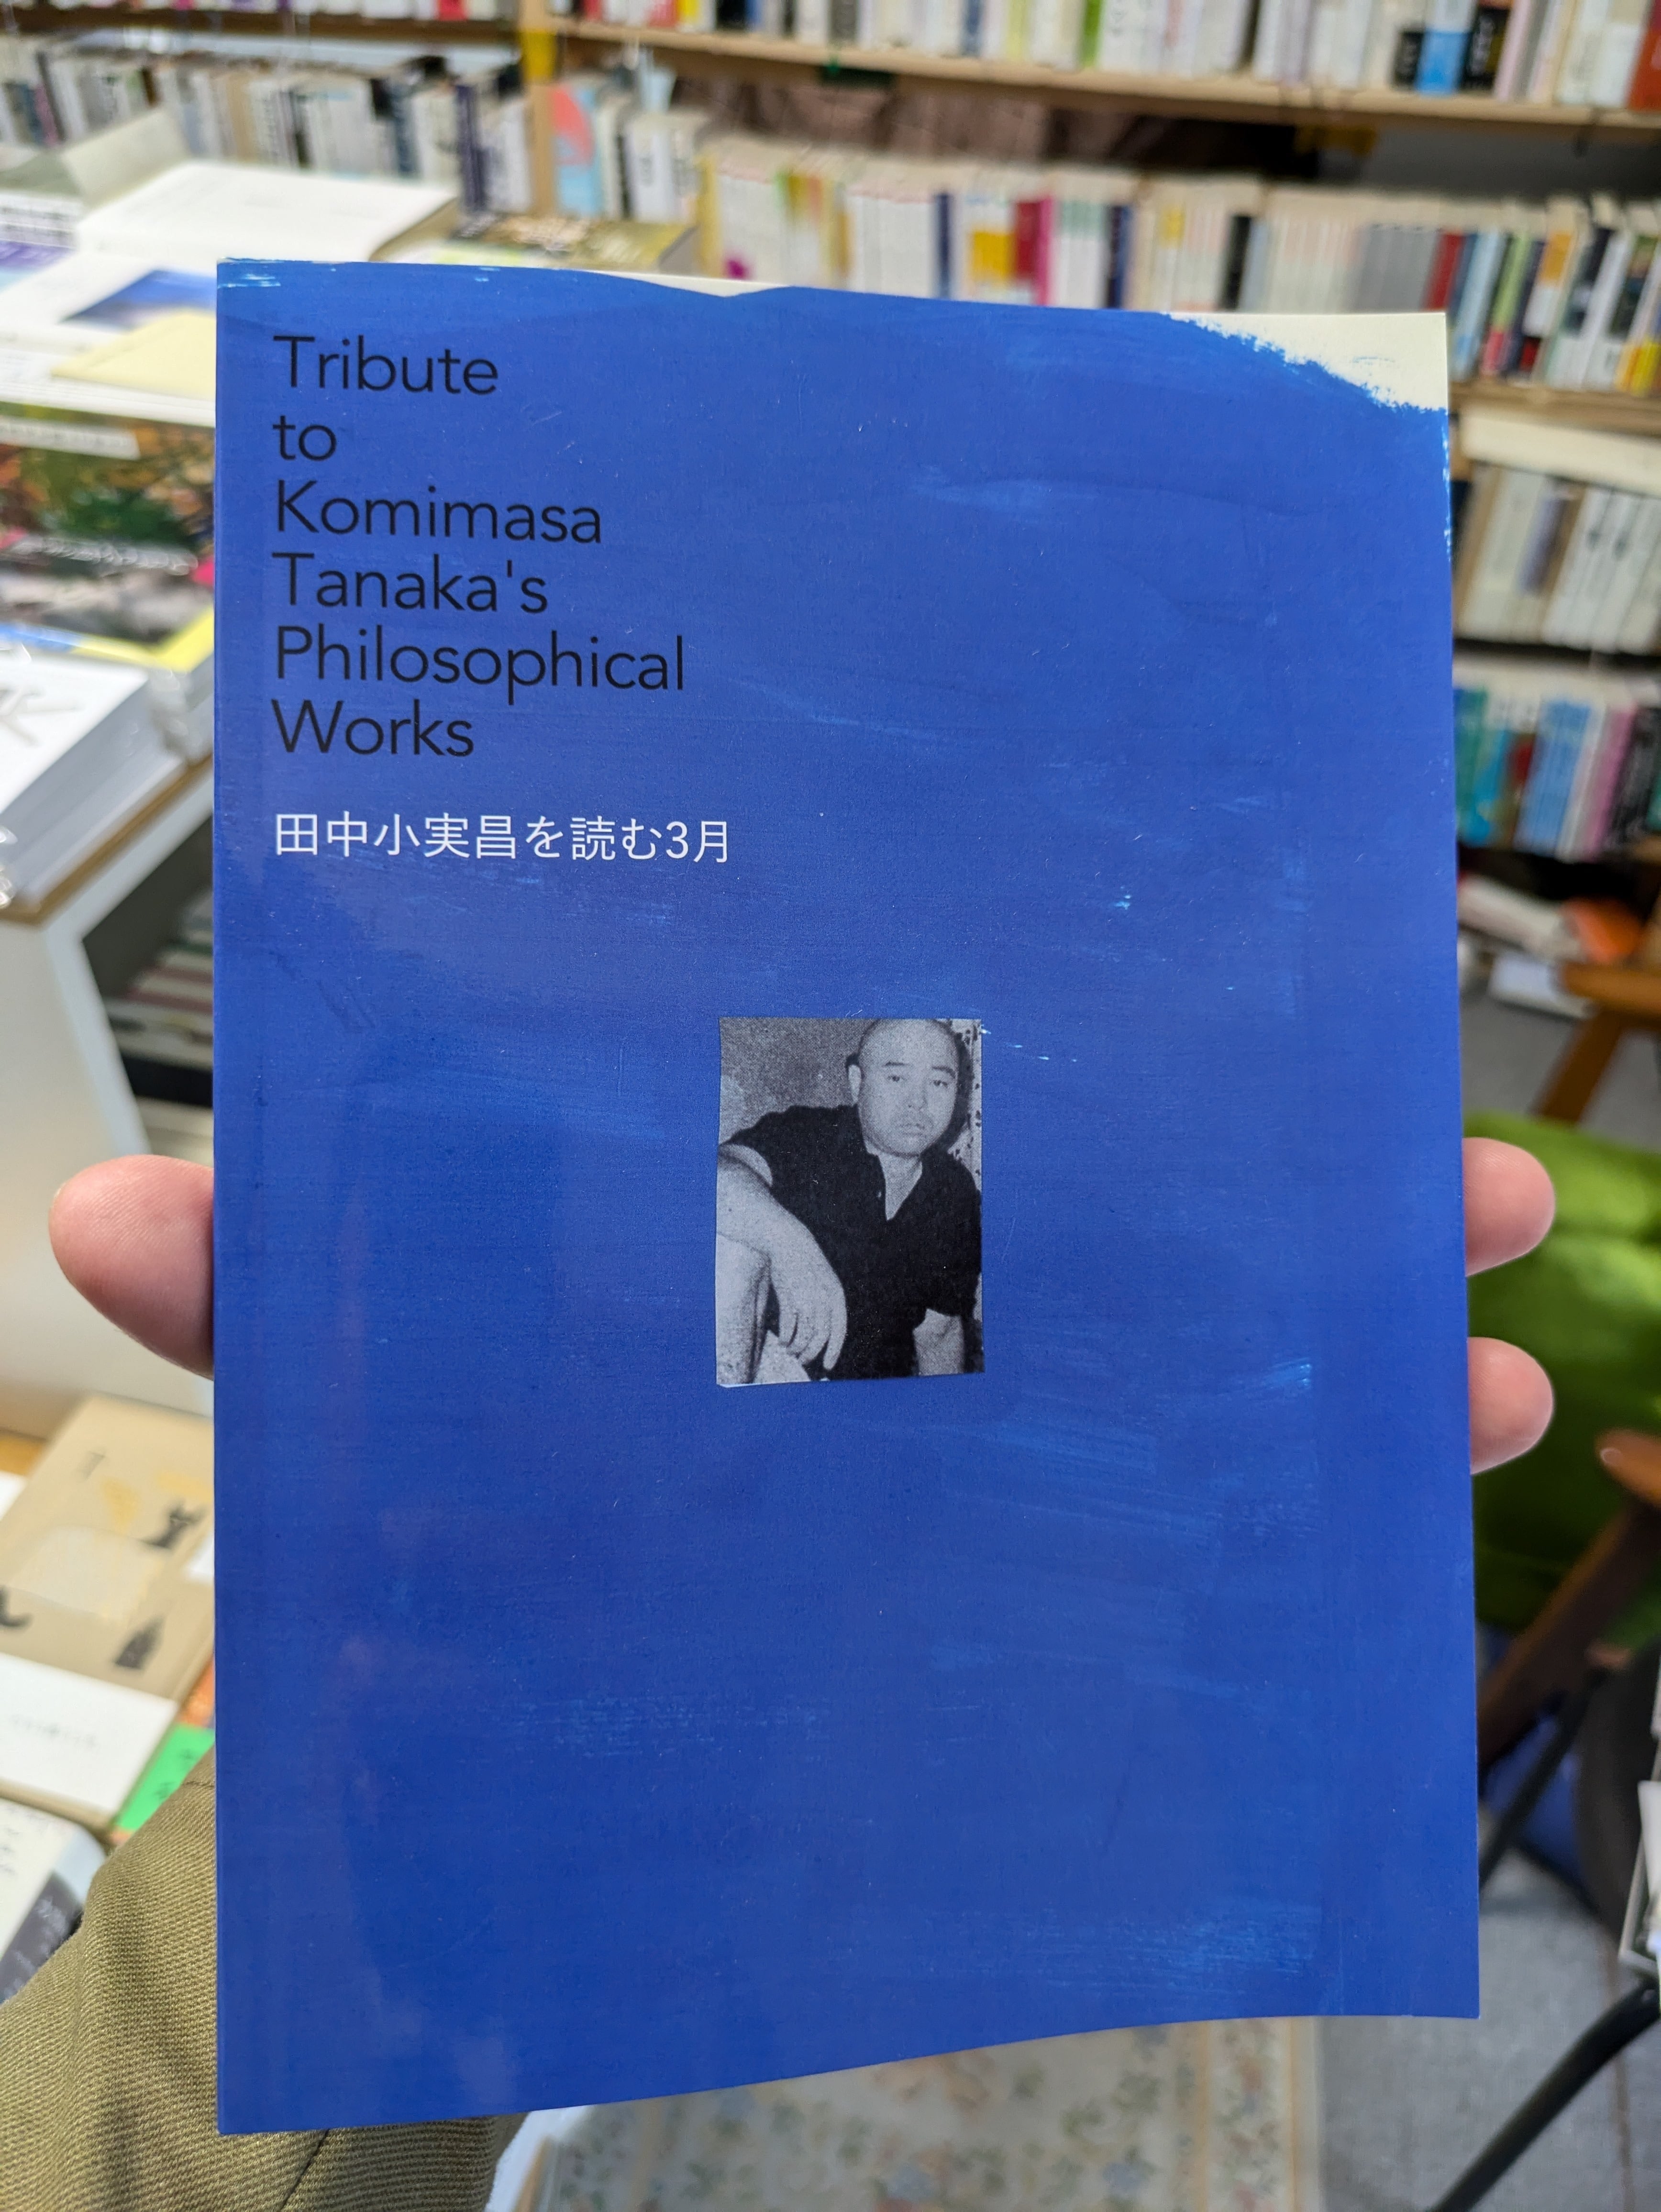 Tribute
to
Komimasa
Tanaka's
Philosophical
Works
田中小実昌を読む3月